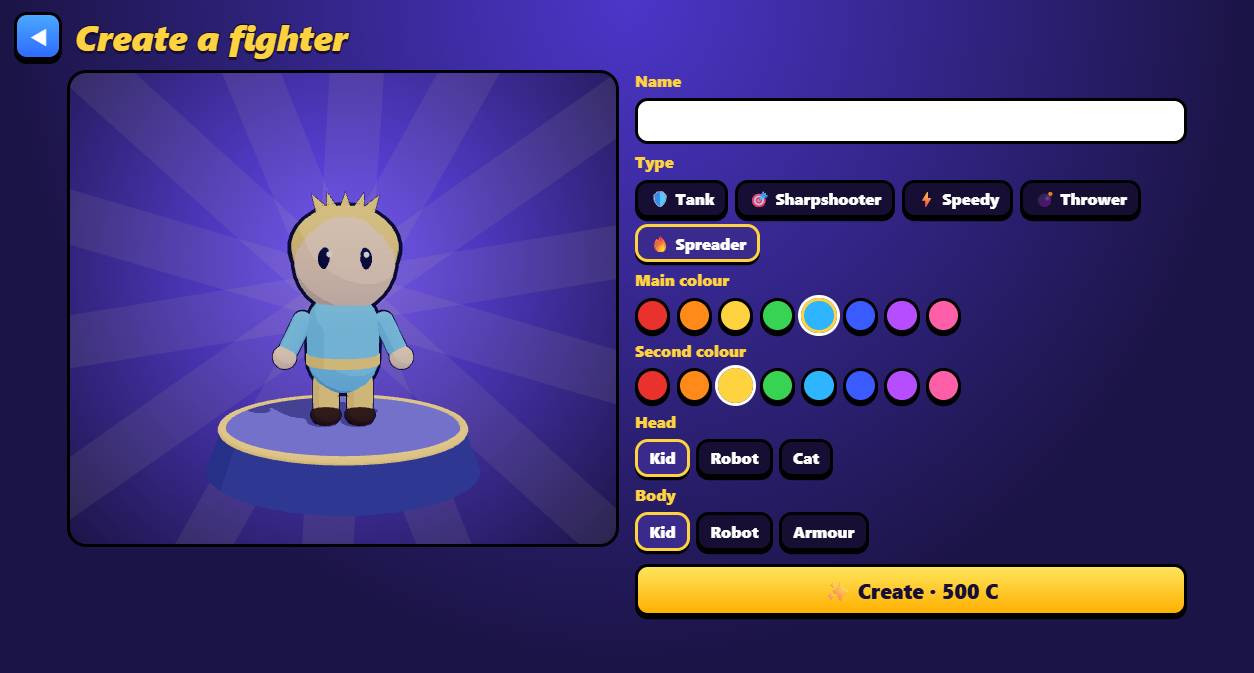 Create a fighter
Name
Type
Tank
Sharpshooter
Speedy
Thrower
Spreader
Main colour
Second colour
Head
Kid
Robot
Cat
Body
Kid
Robot
Armour
Create · 500 C